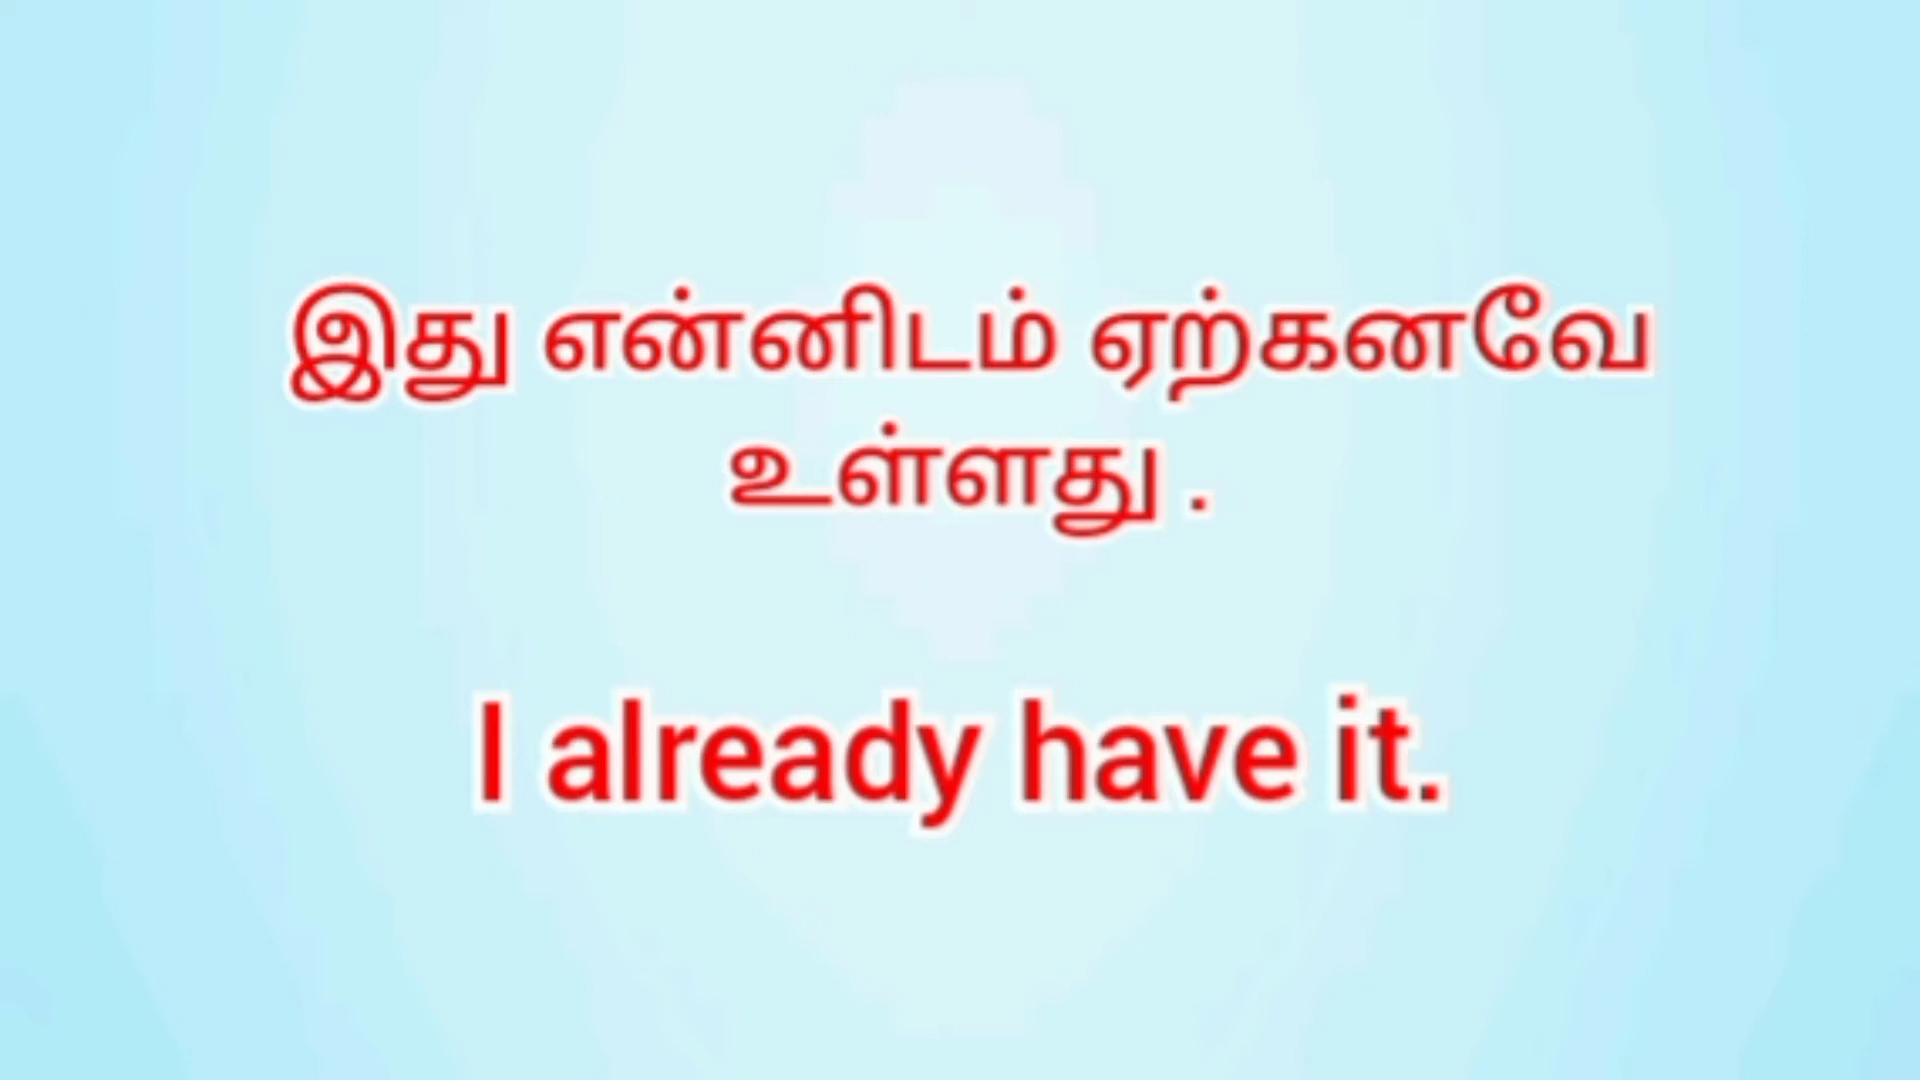 இது என்னிடம் ஏற்கனவே
உள்ளது .
I already have it.